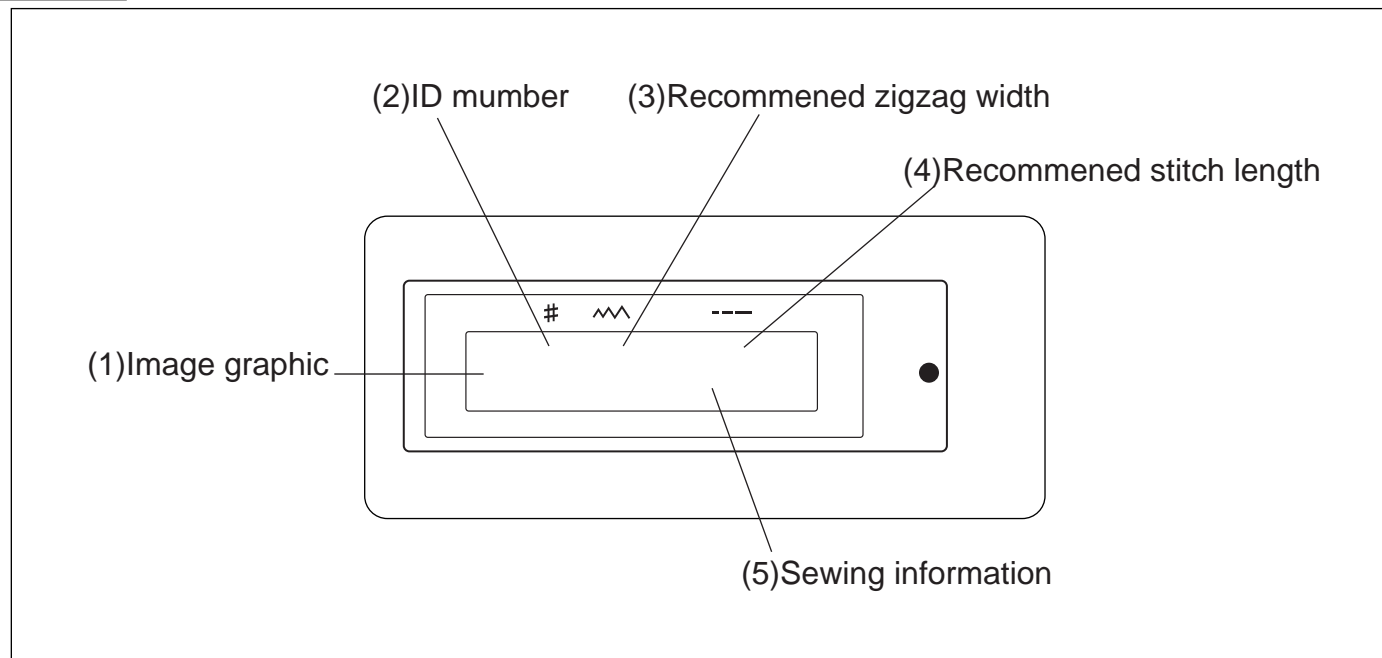 (2)ID mumber
(3)Recommened zigzag width
(4)Recommened stitch length
#
(1)Image graphic
(5)Sewing information